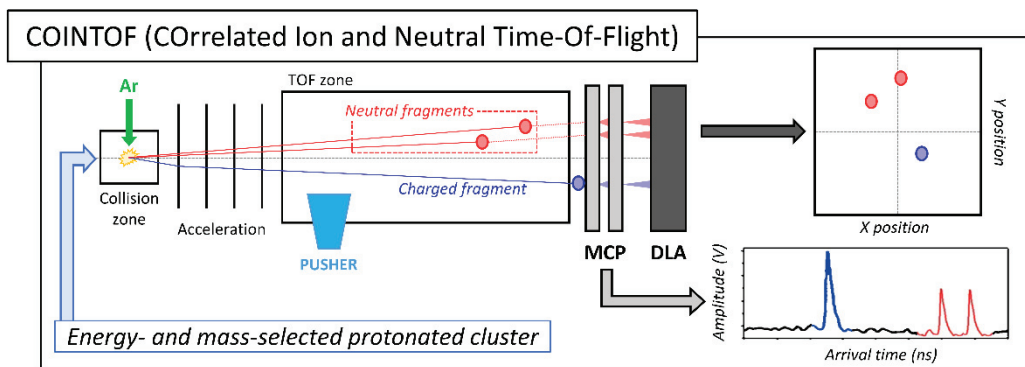 COINTOF (COrrelated Ion and Neutral Time-Of-Flight)
Ar
TOF zone
Neutral fragments
Charged fragment
Collision
zone
Acceleration
PUSHER
MCP
DLA
Y position
X position
Energy- and mass-selected protonated cluster
Amplitude (V)
Arrival time (ns)